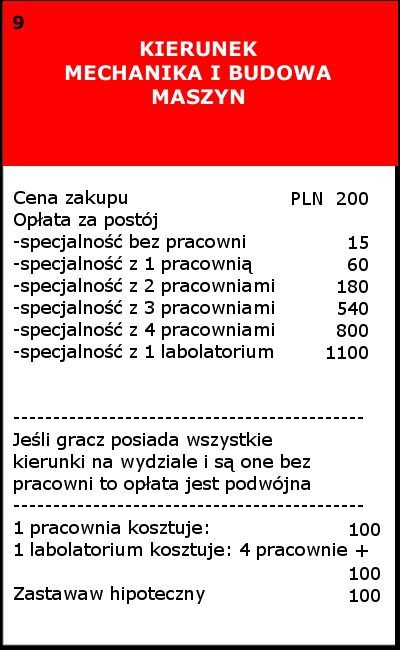 9
KIERUNEK
MECHANIKA I BUDOWA
MASZYN
Cena zakupu PLN 200
Opłata za postój
-specjalność bez pracowni 15
-specjalność z 1 pracownią 60
-specjalność z 2 pracowniami 180
-specjalność z 3 pracowniami 540
-specjalność z 4 pracowniami 800
-specjalność z 1 labolatorium 1100
--------------------------------------------
Jeśli gracz posiada wszystkie
kierunki na wydziale i są one bez
pracowni to opłata jest podwójna
--------------------------------------------
1 pracownia kosztuje: 100
1 labolatorium kosztuje: 4 pracownie +
100
Zastawaw hipoteczny 100